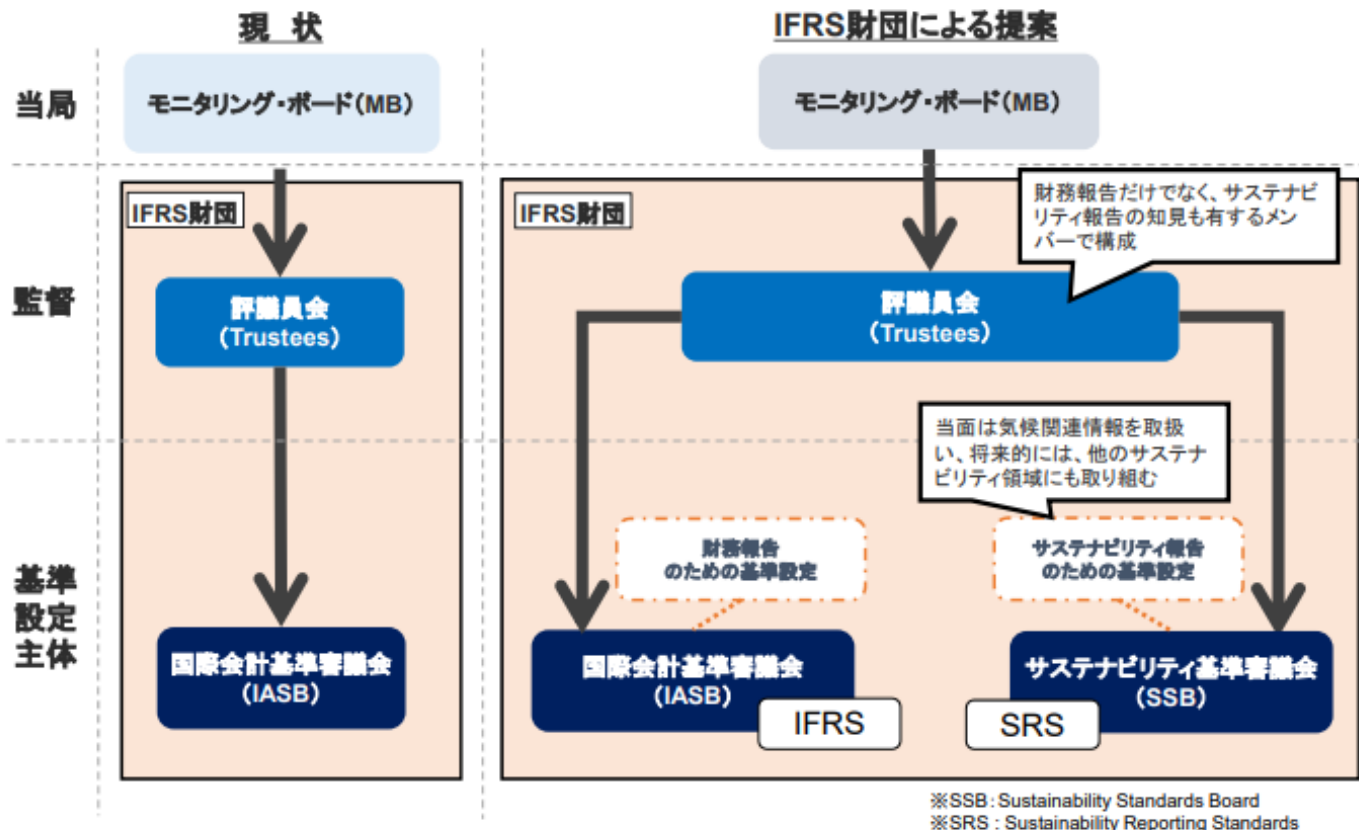 現 状
IFRS財団による提案
当局
モニタリング・ボード(MB)
モニタリング・ボード(MB)
監督
IFRS財団
評議員会
(Trustees)
IFRS財団
財務報告だけでなく、サステナビ
リティ報告の知見も有するメン
バーで構成
評議員会
(Trustees)
当面は気候関連情報を取扱
い、将来的には、他のサステナ
ビリティ領域にも取り組む
基準
設定
主体
国際会計基準審議会
(IASB)
財務報告
のための基準設定
サステナビリティ報告
のための基準設定
国際会計基準審議会
(IASB)
IFRS
サステナビリティ基準審議会
(SSB)
SRS
※SSB: Sustainability Standards Board
※SRS : Sustainability Reporting Standards